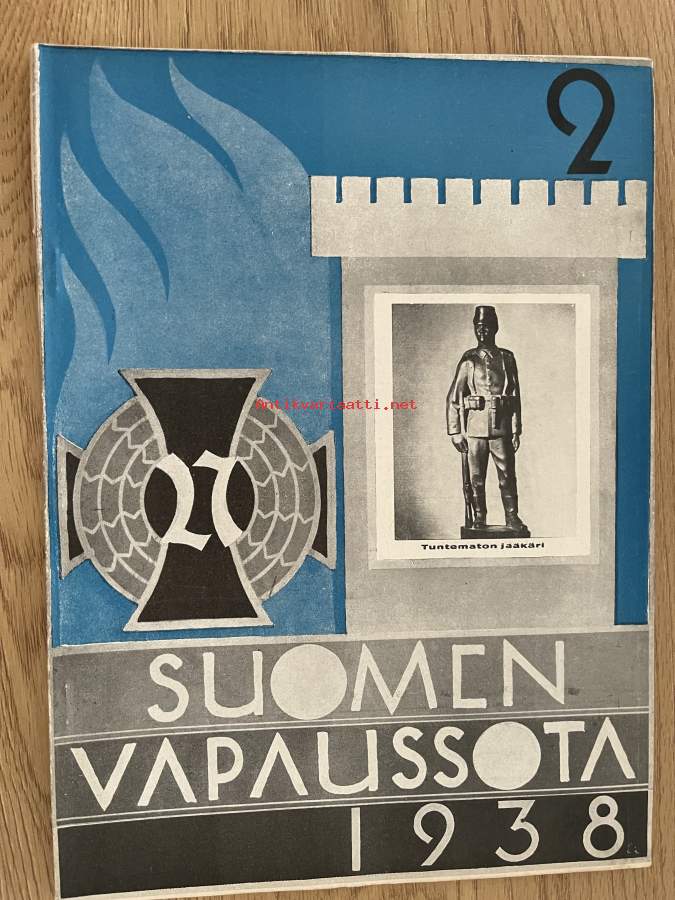 2
Antikvariaatti.net
Tuntematon jääkäri
SUOMEN
VAPAUSSOTA
1938